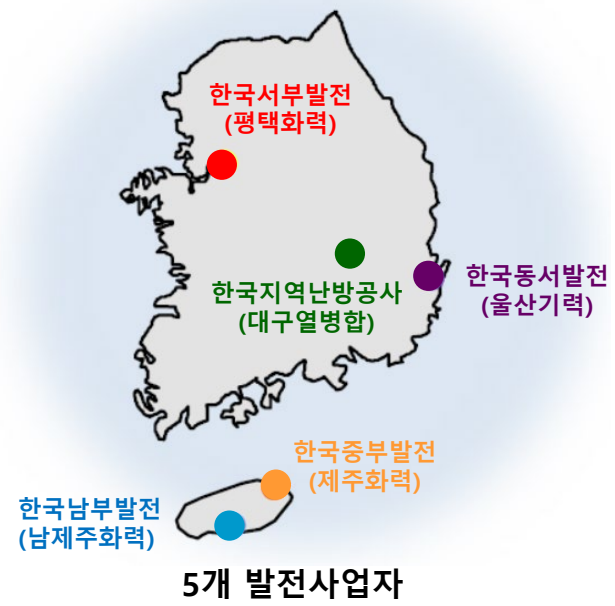 한국서부발전
(평택화력)
한국지역난방공사
(대구열병합)
한국동서발전
(울산기력)
한국중부발전
(제주화력)
한국남부발전
(남제주화력)
5개 발전사업자